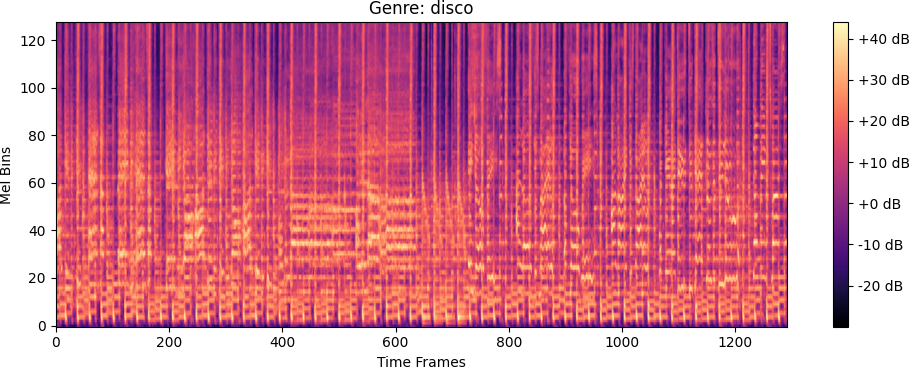 Genre: disco
Mel Bins
120
100
80
60
40
20
0
0 200 400 600 800 1000 1200
Time Frames
+40 dB
+30 dB
+20 dB
+10 dB
+0 dB
-10 dB
-20 dB